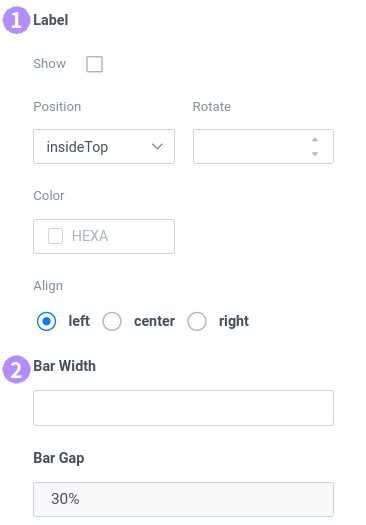 1 Label
Show
Position Rotate
insideTop
Color
HEXA
Align
left center right
2 Bar Width
Bar Gap
30%